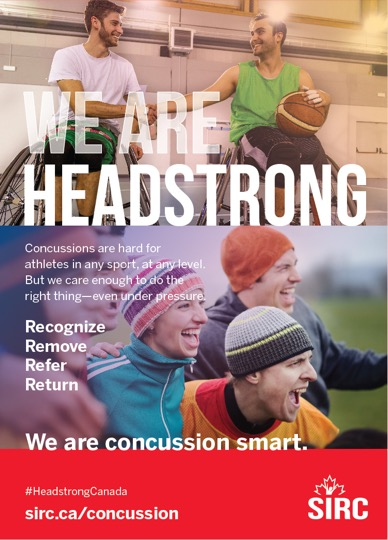 WE ARE
HEADSTRONG
Concussions are hard for
athletes in any sport, at any level.
But we care enough to do the
right thing—even under pressure.
Recognize
Remove
Refer
Return
We are concussion smart.
#HeadstrongCanada
sirc.ca/concussion
SIRC